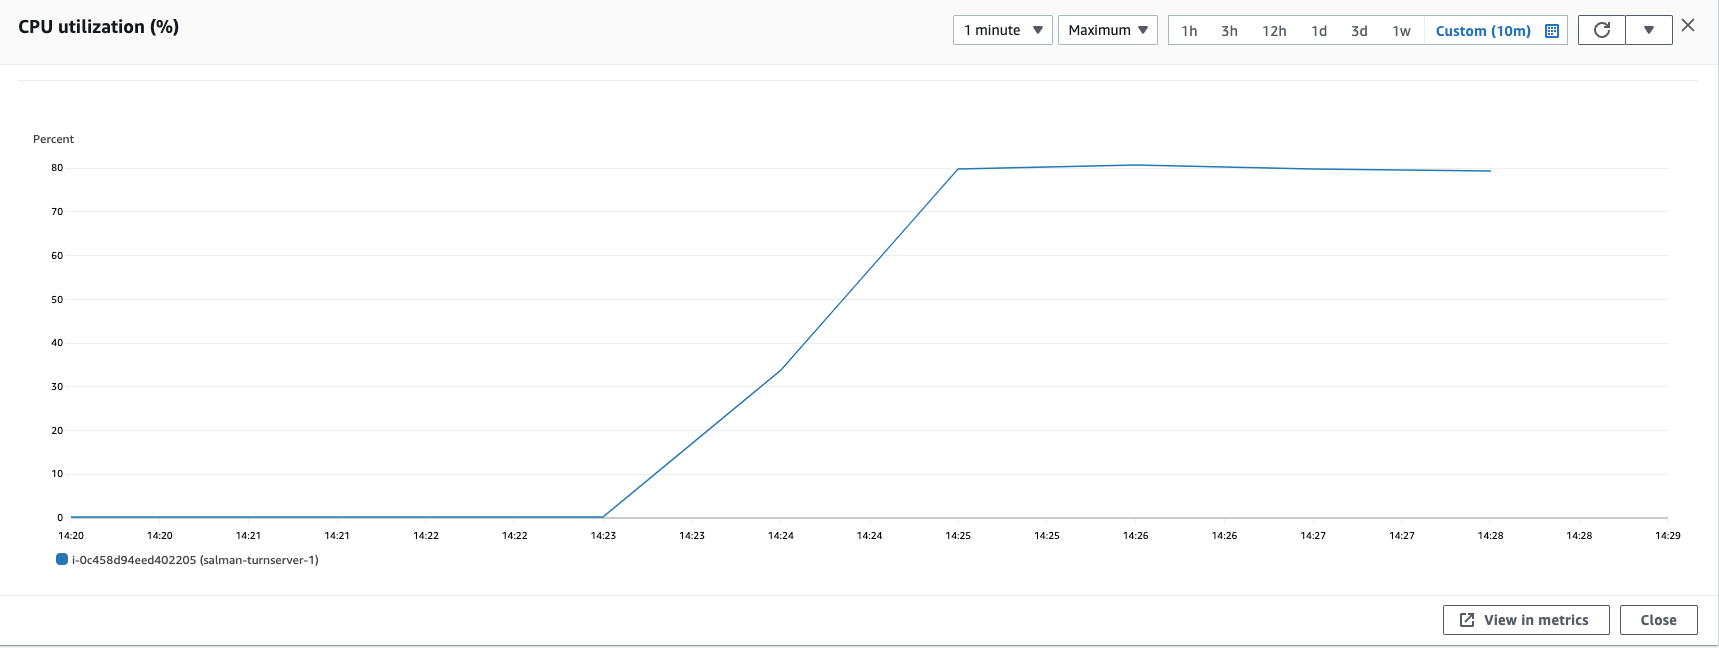 CPU utilization (%)
1 minute
Maximum
1h 3h 12h 1d 3d 1w Custom (10m)
Percent
80
70
60
50
40
30
20
10
0
14:20 14:20 14:21 14:21 14:22 14:22 14:23 14:23 14:24 14:24 14:25 14:25 14:26 14:26 14:27 14:27 14:28 14:28 14:29
i-0c458d94eed402205 (salman-turnserver-1)
View in metrics
Close